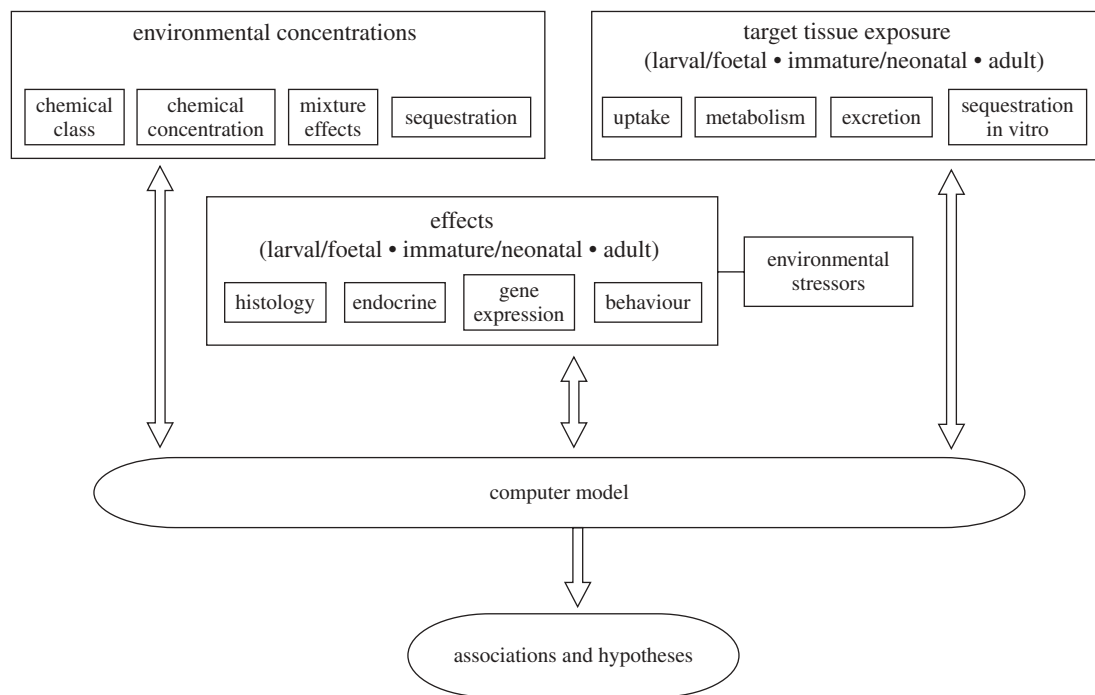 environmental concentrations
chemical
class
chemical
concentration
mixture
effects
sequestration
target tissue exposure
(larval/foetal • immature/neonatal • adult)
uptake
metabolism
excretion
sequestration
in vitro
effects
(larval/foetal • immature/neonatal • adult)
histology
endocrine
gene
expression
behaviour
environmental
stressors
computer model
associations and hypotheses